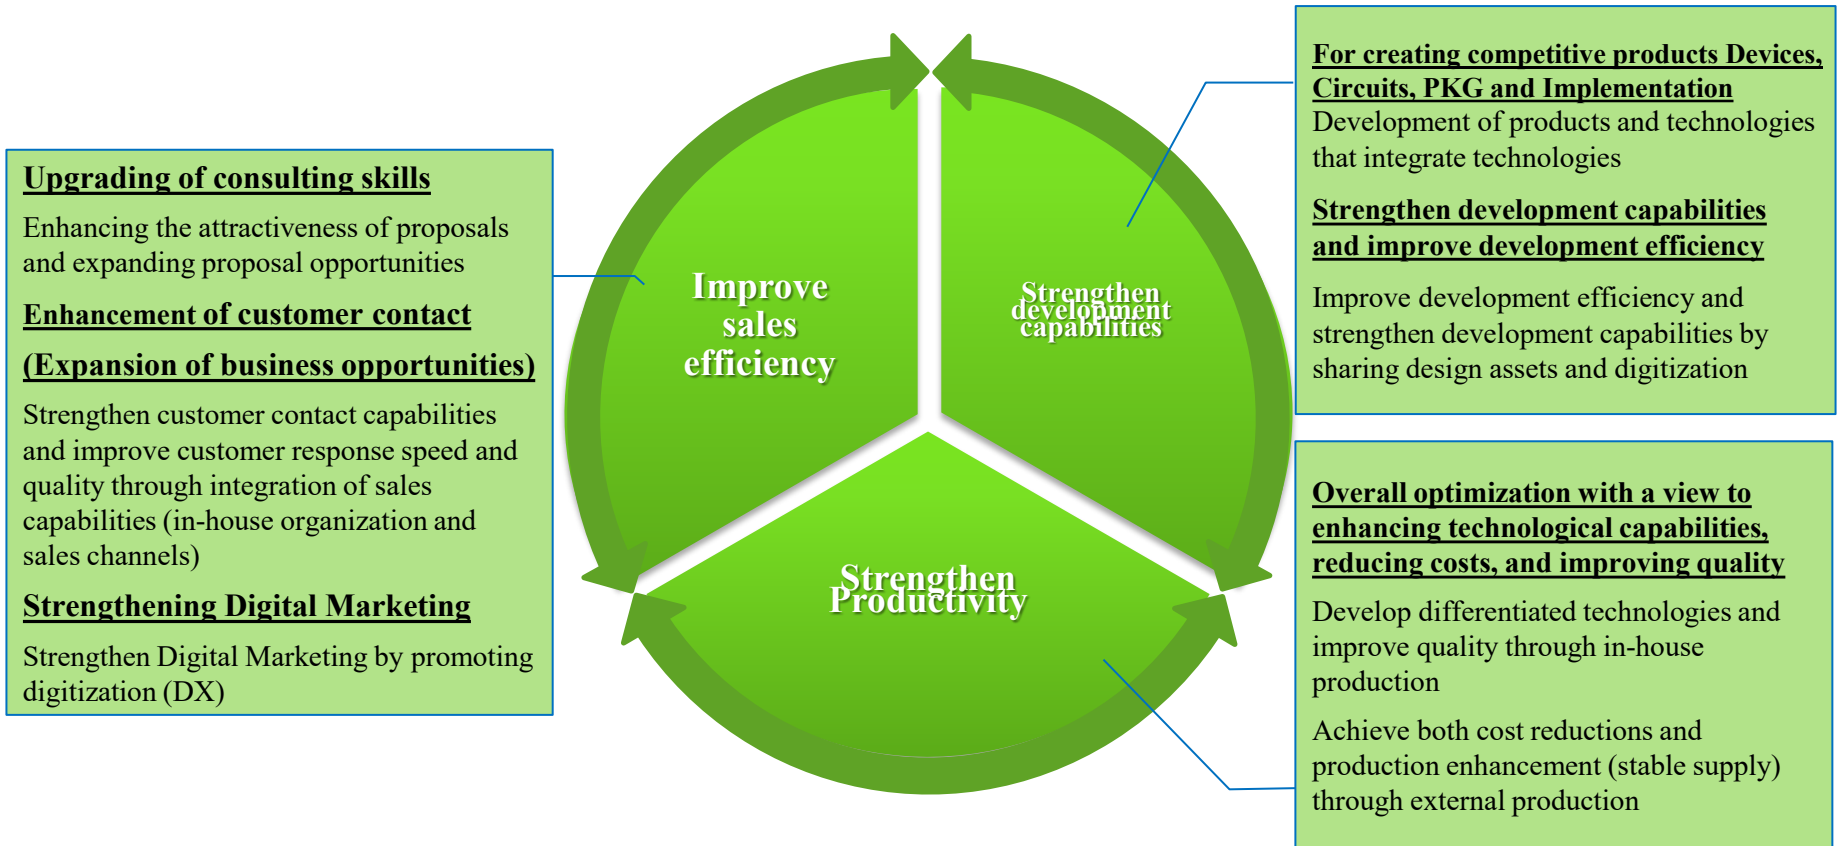 Upgrading of consulting skills
Enhancing the attractiveness of proposals
and expanding proposal opportunities
Enhancement of customer contact
(Expansion of business opportunities)
Strengthen customer contact capabilities
and improve customer response speed and
quality through integration of sales
capabilities (in-house organization and
sales channels)
Strengthening Digital Marketing
Strengthen Digital Marketing by promoting
digitization (DX)
Improve
sales
efficiency
Strengthen
development
capabilities
Strengthen
Productivity
For creating competitive products Devices,
Circuits, PKG and Implementation
Development of products and technologies
that integrate technologies
Strengthen development capabilities
and improve development efficiency
Improve development efficiency and
strengthen development capabilities by
sharing design assets and digitization
Overall optimization with a view to
enhancing technological capabilities,
reducing costs, and improving quality
Develop differentiated technologies and
improve quality through in-house
production
Achieve both cost reductions and
production enhancement (stable supply)
through external production